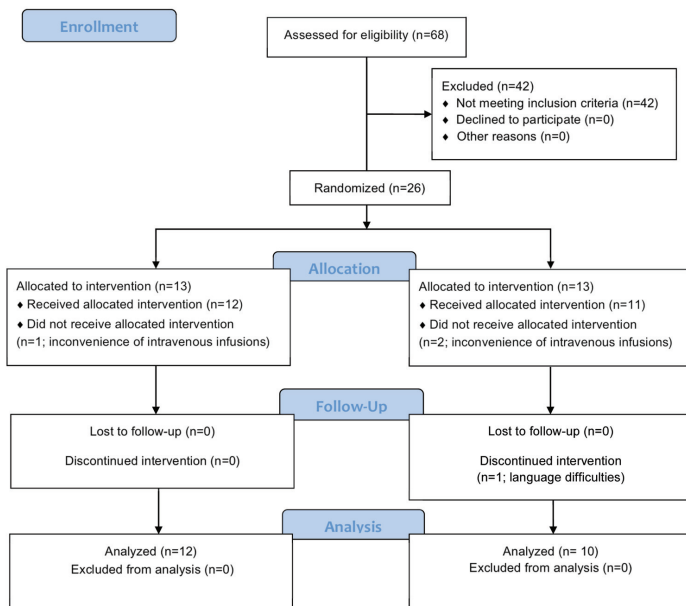 Enrollment
Assessed for eligibility (n=68)
Excluded (n=42)
♦ Not meeting inclusion criteria (n=42)
♦ Declined to participate (n=0)
♦ Other reasons (n=0)
Randomized (n=26)
Allocation
Allocated to intervention (n=13)
♦ Received allocated intervention (n=12)
♦ Did not receive allocated intervention
(n=1; inconvenience of intravenous infusions)
Allocated to intervention (n=13)
♦ Received allocated intervention (n=11)
♦ Did not receive allocated intervention
(n=2; inconvenience of intravenous infusions)
Follow-Up
Lost to follow-up (n=0)
Discontinued intervention (n=0)
Lost to follow-up (n=0)
Discontinued intervention
(n=1; language difficulties)
Analysis
Analyzed (n=12)
Excluded from analysis (n=0)
Analyzed (n= 10)
Excluded from analysis (n=0)